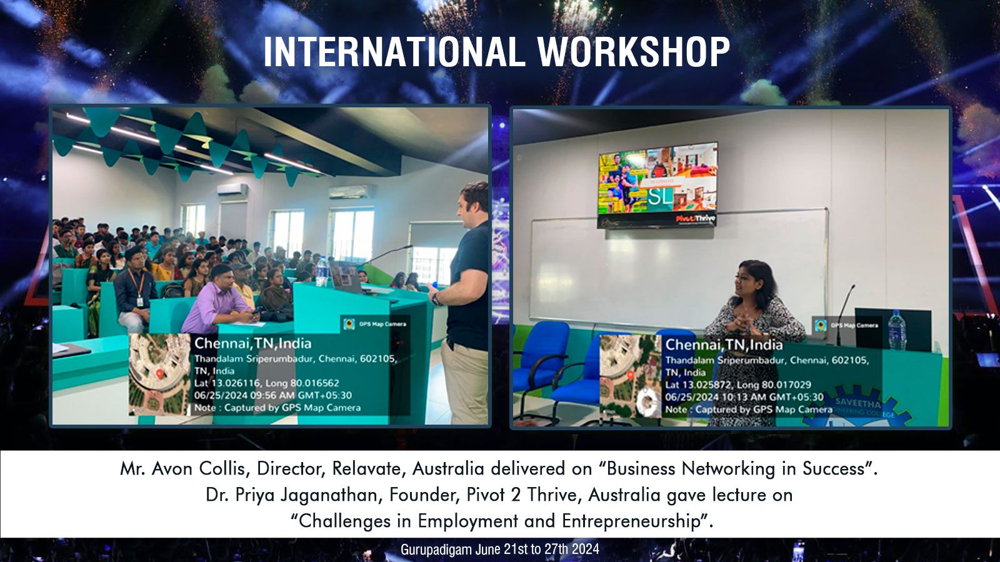 INTERNATIONAL WORKSHOP
SL
Pivot2Thrive
GPS Map Camera
Chennai,TN,India
Thandalam Sriperumbadur, Chennai, 602105,
TN, India
Lat 13.026116, Long 80.016562
06/25/2024 09:56 AM GMT+05:30
Note : Captured by GPS Map Camera
GPS Map Camera
Chennai,TN,India
Thandalam Sriperumbadur, Chennai, 602105,
TN, India
Lat 13.025872, Long 80.017029
06/25/2024 10:13 AM GMT+05:30
Note : Captured by GPS Map Camera
SAVEETHA
COLLEGE
Mr. Avon Collis, Director, Relavate, Australia delivered on “Business Networking in Success”.
Dr. Priya Jaganathan, Founder, Pivot 2 Thrive, Australia gave lecture on
“Challenges in Employment and Entrepreneurship”.
Gurupadigam June 21st to 27th 2024